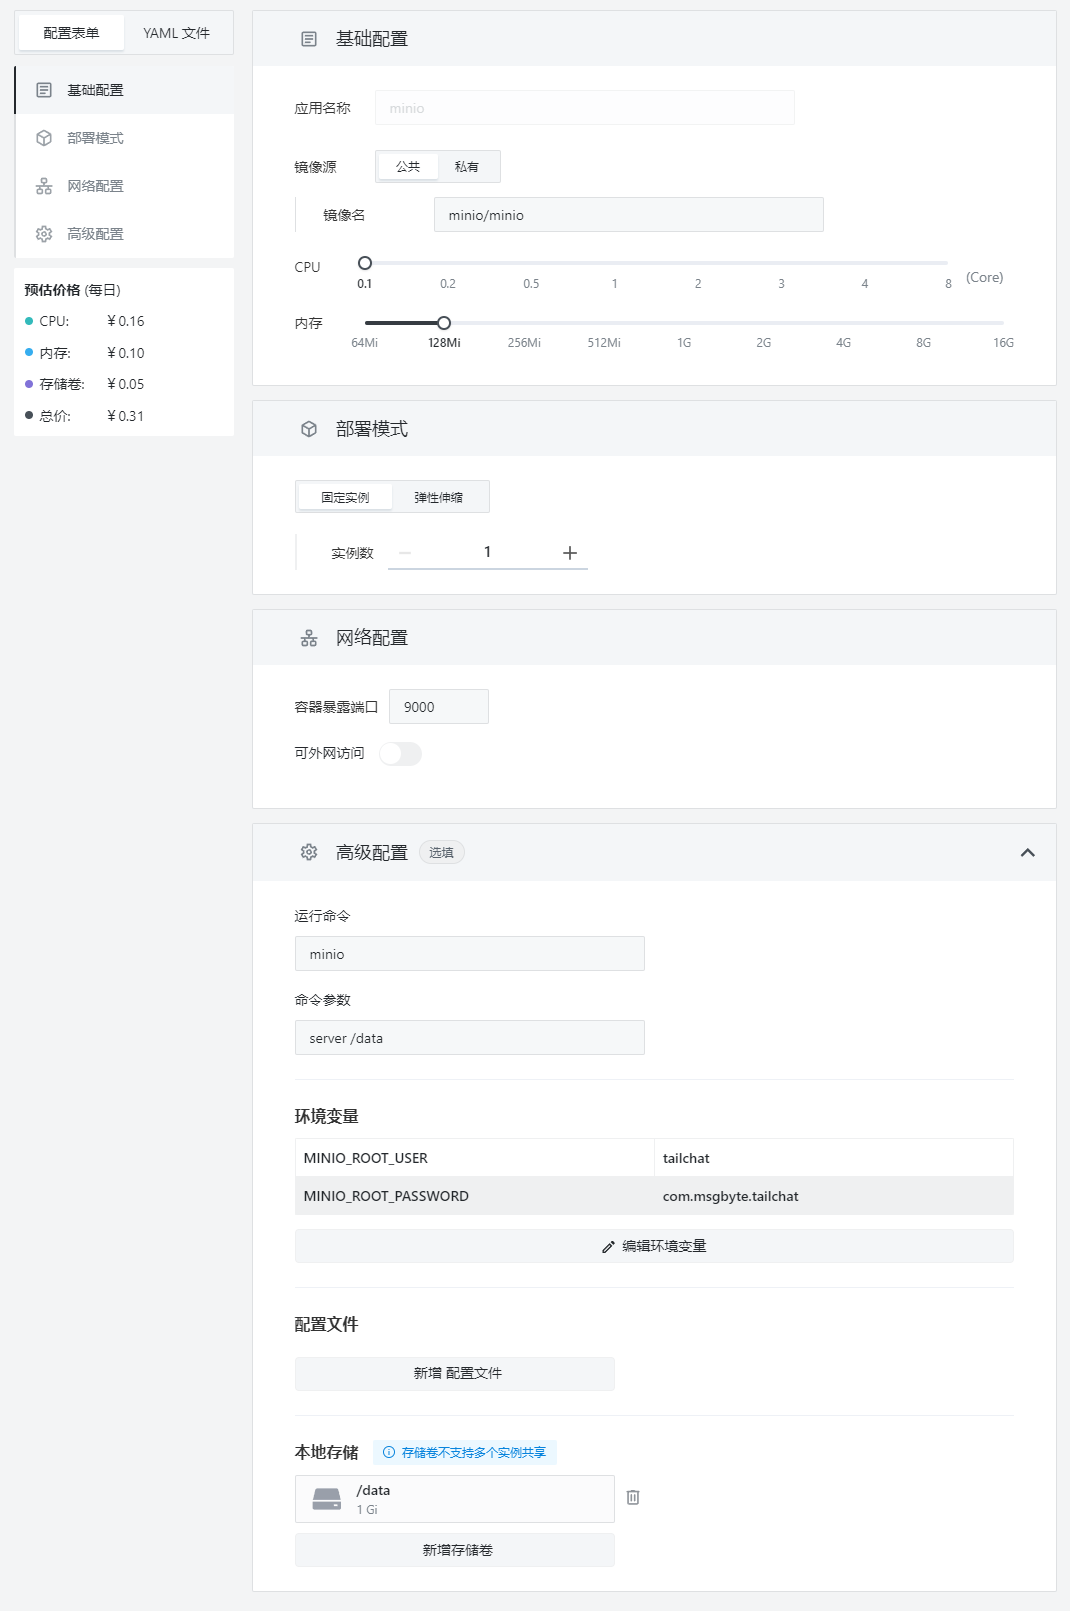 配置表单
YAML 文件
基础配置
部署模式
网络配置
高级配置
预估价格 (每日)
CPU: ¥ 0.16
内存: ¥ 0.10
存储卷: ¥ 0.05
总价: ¥ 0.31
基础配置
应用名称 minio
镜像源 公共 私有
镜像名 minio/minio
CPU
0.1 0.2 0.5 1 2 3 4 8 (Core)
内存
64Mi 128Mi 256Mi 512Mi 1G 2G 4G 8G 16G
部署模式
固定实例 弹性伸缩
实例数 1
网络配置
容器暴露端口 9000
可外网访问
高级配置 选填
运行命令
minio
命令参数
server /data
环境变量
MINIO_ROOT_USER tailchat
MINIO_ROOT_PASSWORD com.msgbyte.tailchat
编辑环境变量
配置文件
新增 配置文件
本地存储 存储卷不支持多个实例共享
/data
1 Gi
新增存储卷